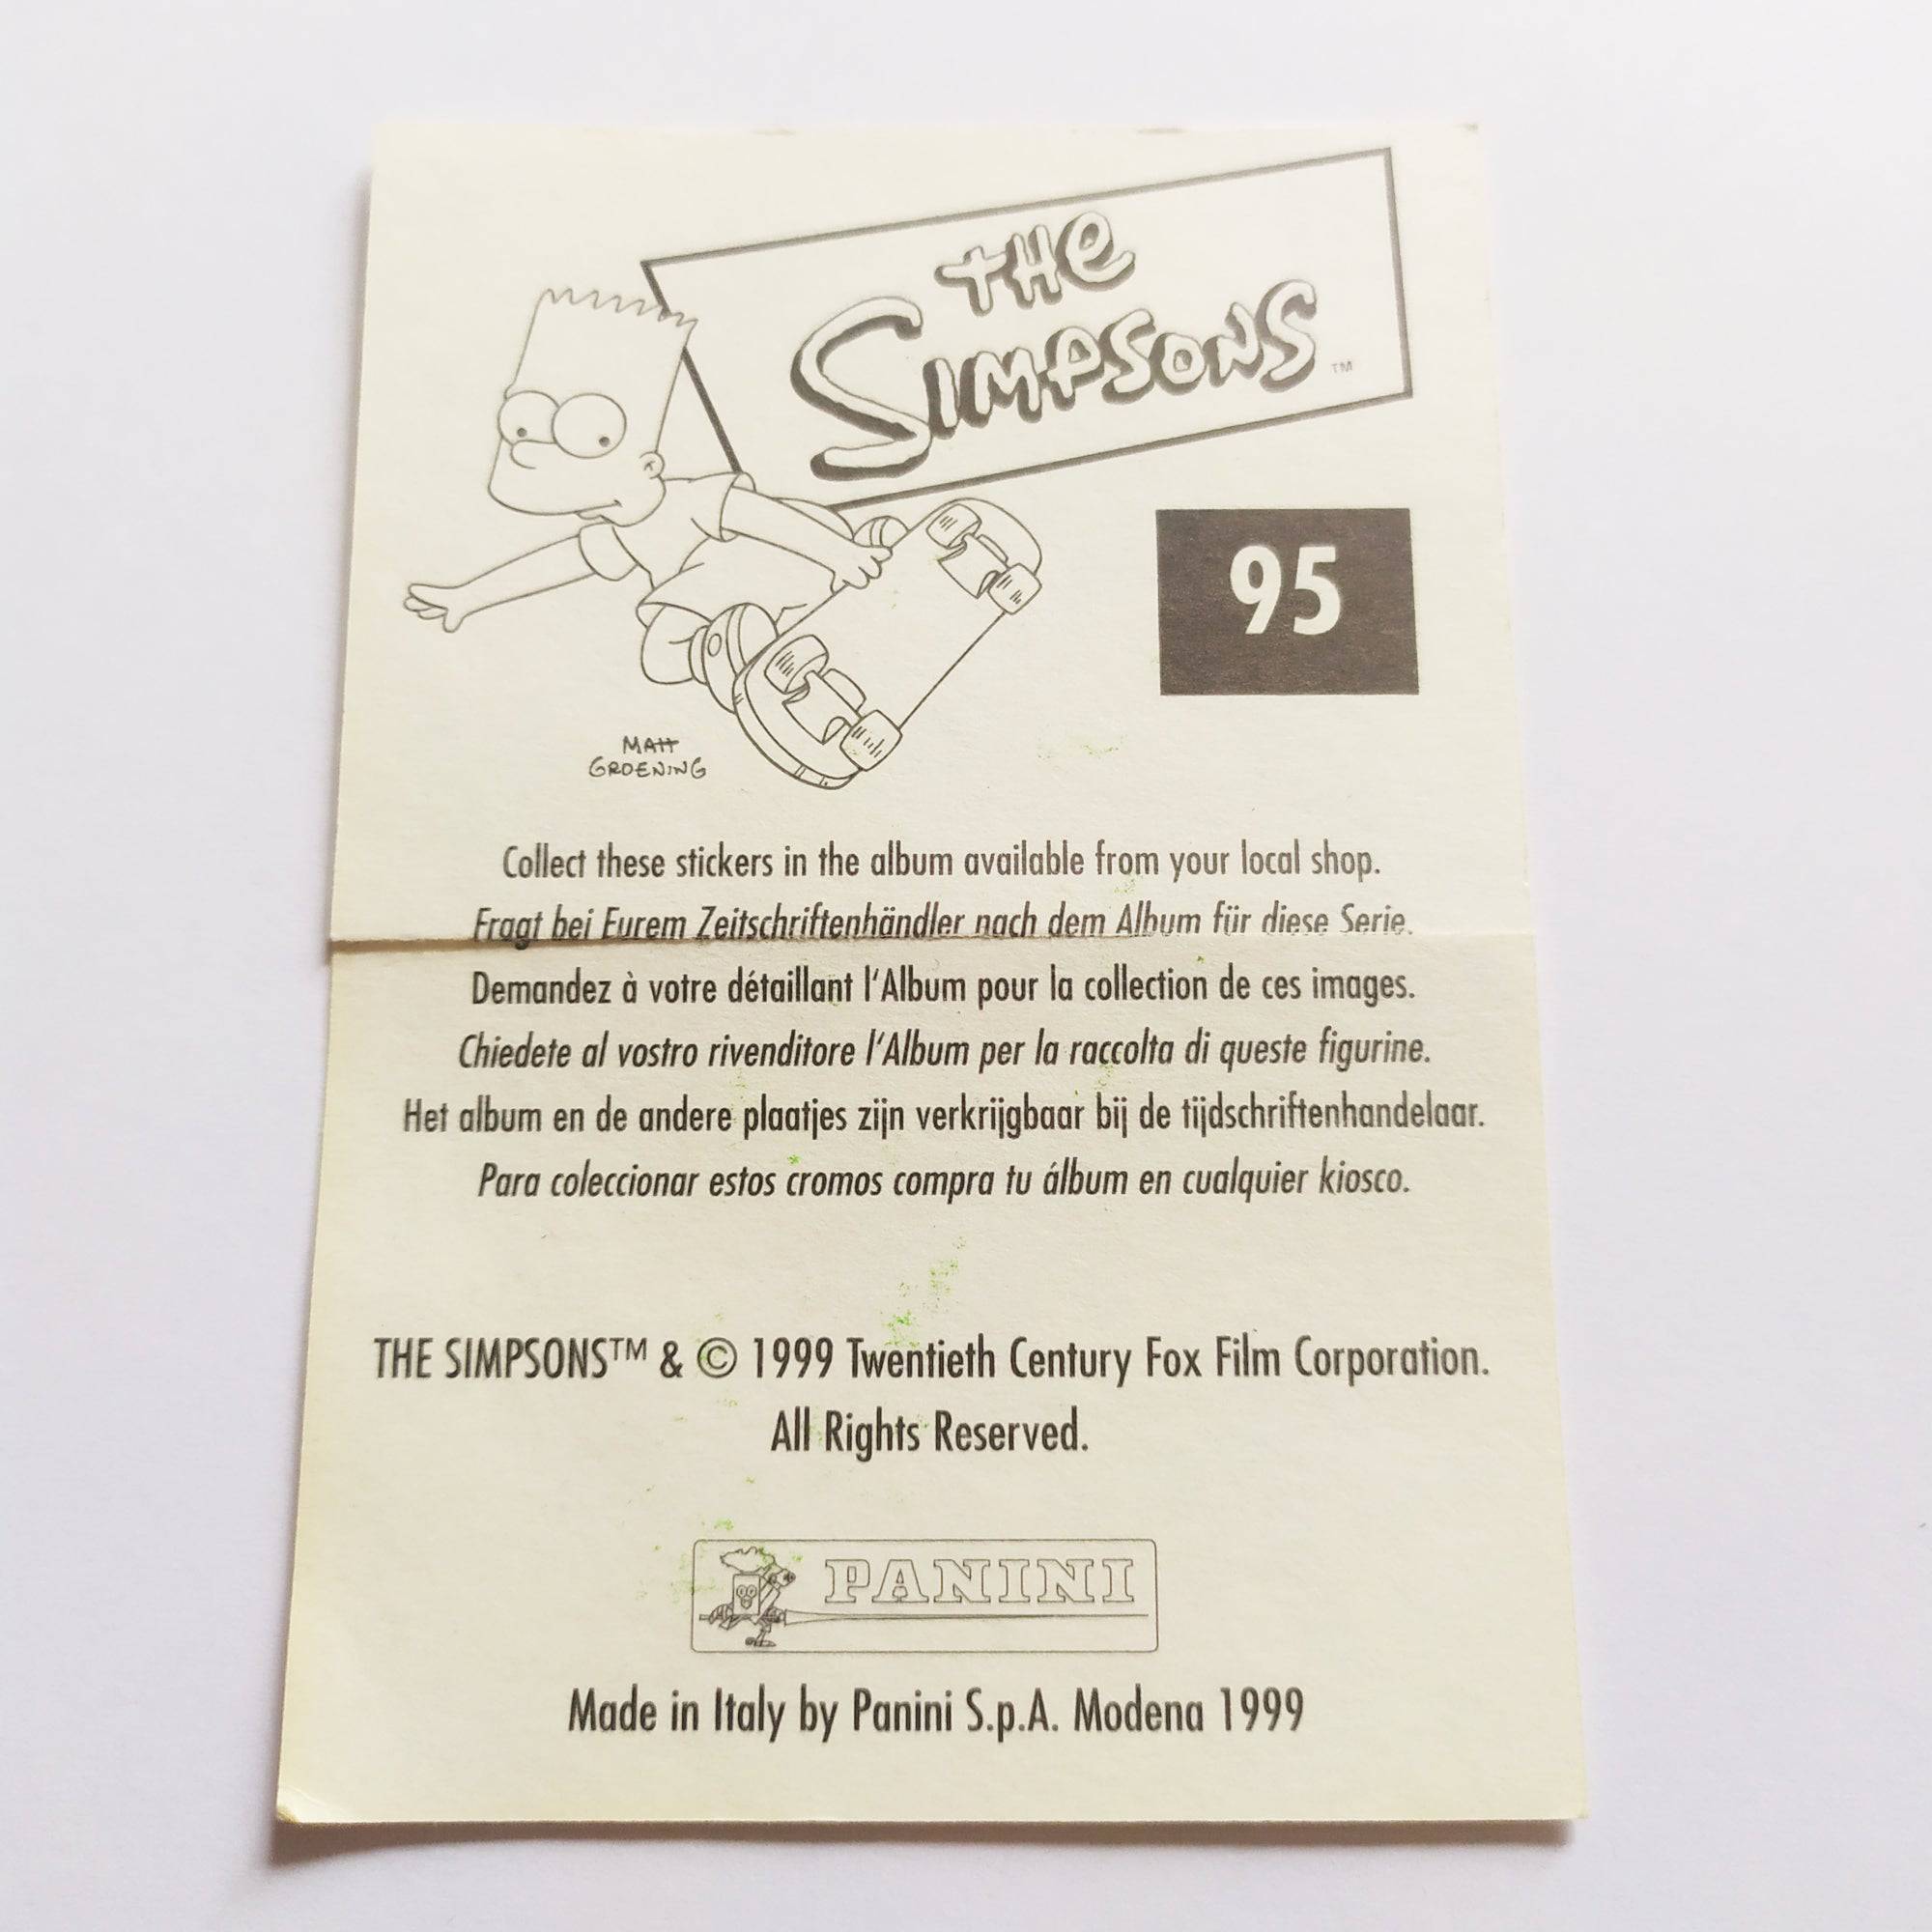 THE
SIMPSONS™
95
MATT
GROENING
Collect these stickers in the album available from your local shop.
Fragt bei Eurem Zeitschriftenhändler nach dem Album für diese Serie.
Demandez à votre détaillant l'Album pour la collection de ces images.
Chiedete al vostro rivenditore l'Album per la raccolta di queste figurine.
Het album en de andere plaatjes zijn verkrijgbaar bij de tijdschriftenhandelaar.
Para coleccionar estos cromos compra tu álbum en cualquier kiosco.
THE SIMPSONS™ & © 1999 Twentieth Century Fox Film Corporation.
All Rights Reserved.
PANINI
Made in Italy by Panini S.p.A. Modena 1999